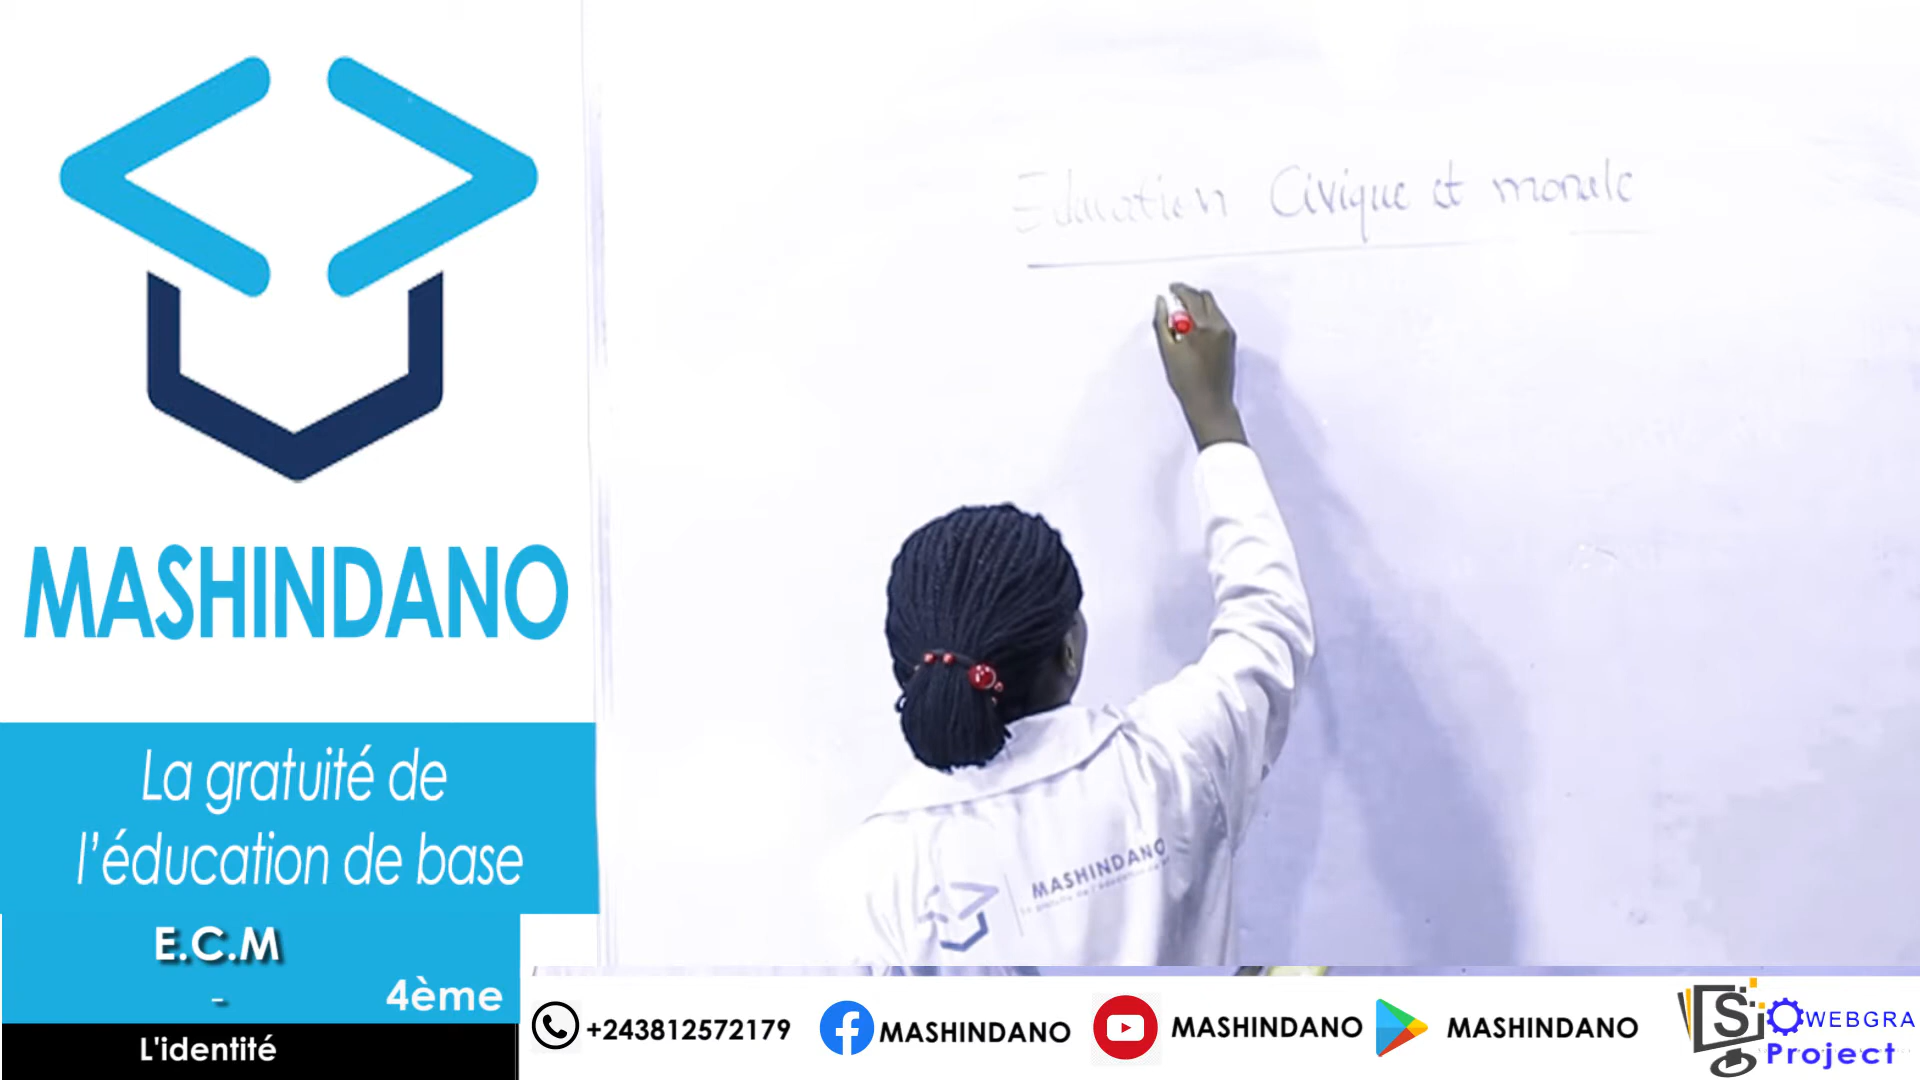 MASHINDANO
La gratuité de
l'éducation de base
E.C.M
-
4ème
L'identité
Education Civique et morale
MASHINDANO
+243812572179
MASHINDANO
MASHINDANO
MASHINDANO
SiO WEBGRA
Project